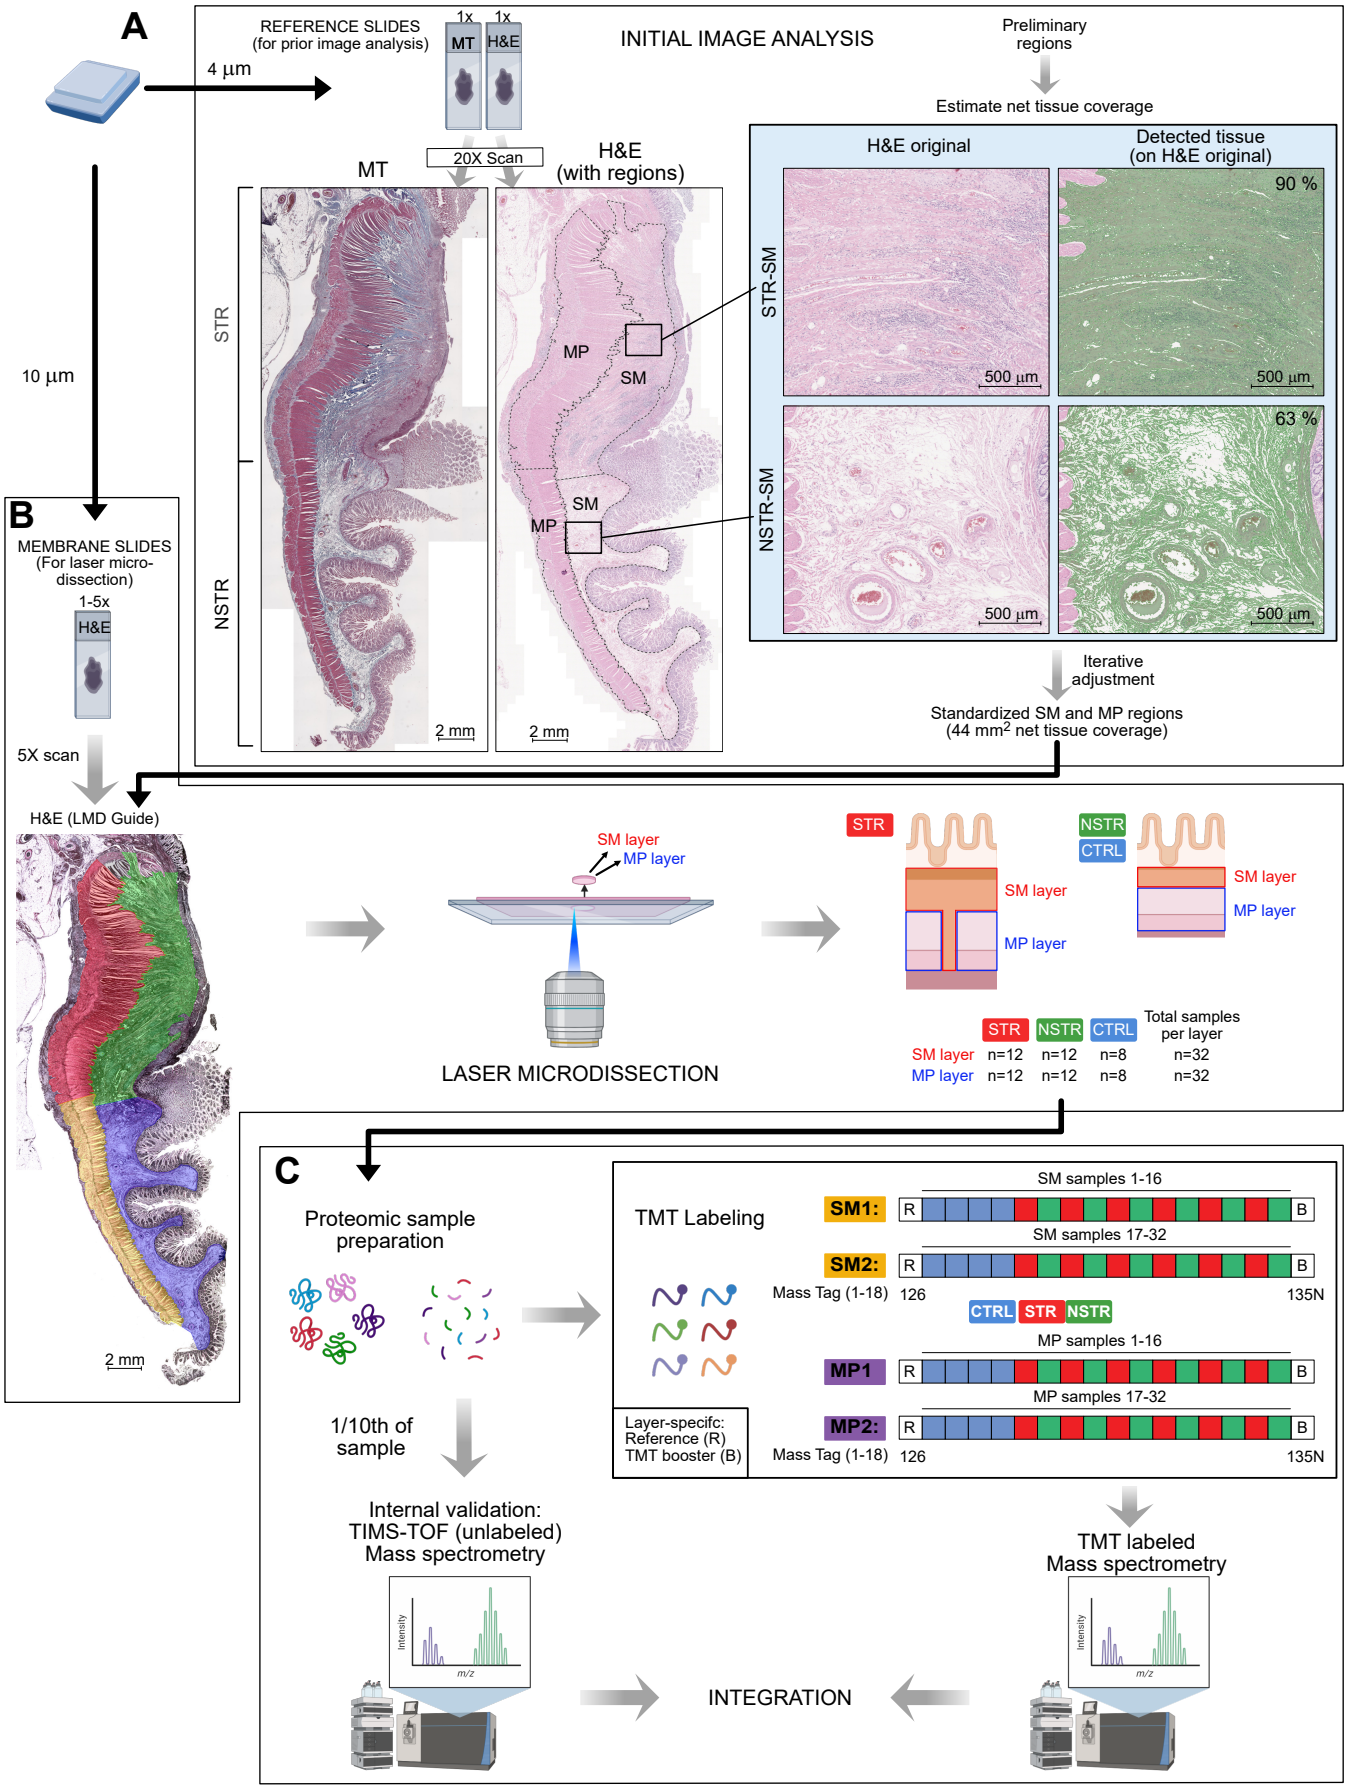 A
REFERENCE SLIDES
(for prior image analysis)
1x
1x
MT
H&E
INITIAL IMAGE ANALYSIS
Preliminary
regions
4 µm
Estimate net tissue coverage
20X Scan
MT
H&E
(with regions)
H&E original
Detected tissue
(on H&E original)
90 %
STR-SM
500 µm
500 µm
STR
MP
SM
10 µm
63 %
NSTR-SM
500 µm
500 µm
SM
MP
NSTR
2 mm
2 mm
Iterative
adjustment
Standardized SM and MP regions
(44 mm² net tissue coverage)
B
MEMBRANE SLIDES
(For laser micro-
dissection)
1-5x
H&E
5X scan
H&E (LMD Guide)
2 mm
SM layer
MP layer
LASER MICRODISSECTION
STR
SM layer
MP layer
NSTR
CTRL
SM layer
MP layer
STR NSTR CTRL Total samples
per layer
SM layer n=12 n=12 n=8 n=32
MP layer n=12 n=12 n=8 n=32
C
Proteomic sample
preparation
TMT Labeling
SM samples 1-16
SM1: R B
SM samples 17-32
SM2: R B
Mass Tag (1-18) 126 135N
CTRL STR NSTR
MP samples 1-16
MP1 R B
MP samples 17-32
MP2: R B
Mass Tag (1-18) 126 135N
Layer-specifc:
Reference (R)
TMT booster (B)
1/10th of
sample
Internal validation:
TIMS-TOF (unlabeled)
Mass spectrometry
Intensity
m/z
TMT labeled
Mass spectrometry
Intensity
m/z
INTEGRATION